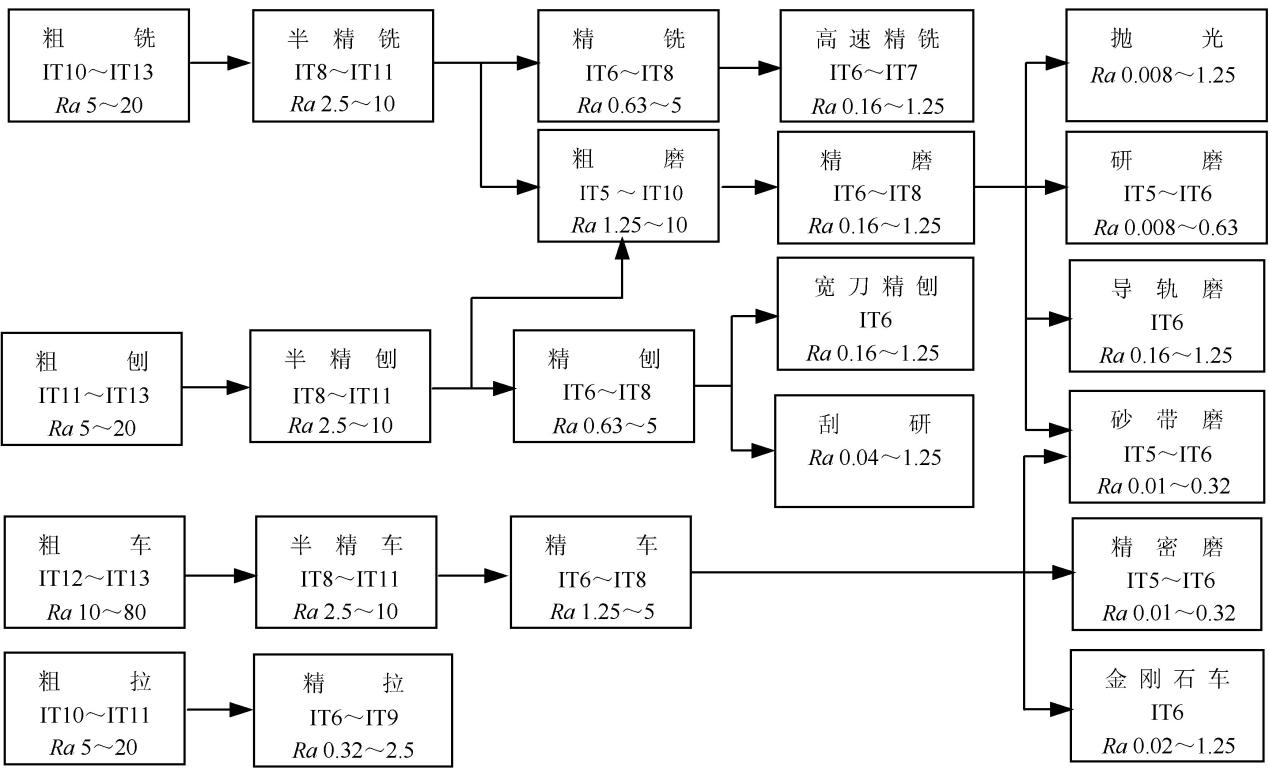 粗 铣
IT10～IT13
Ra 5～20
半 精 铣
IT8～IT11
Ra 2.5～10
精 铣
IT6～IT8
Ra 0.63～5
高 速 精 铣
IT6～IT7
Ra 0.16～1.25
抛 光
Ra 0.008～1.25
粗 磨
IT5 ～ IT10
Ra 1.25～10
精 磨
IT6～IT8
Ra 0.16～1.25
研 磨
IT5～IT6
Ra 0.008～0.63
宽 刀 精 刨
IT6
Ra 0.16～1.25
导 轨 磨
IT6
Ra 0.16～1.25
粗 刨
IT11～IT13
Ra 5～20
半 精 刨
IT8～IT11
Ra 2.5～10
精 刨
IT6～IT8
Ra 0.63～5
刮 研
Ra 0.04～1.25
砂 带 磨
IT5～IT6
Ra 0.01～0.32
粗 车
IT12～IT13
Ra 10～80
半 精 车
IT8～IT11
Ra 2.5～10
精 车
IT6～IT8
Ra 1.25～5
精 密 磨
IT5～IT6
Ra 0.01～0.32
粗 拉
IT10～IT11
Ra 5～20
精 拉
IT6～IT9
Ra 0.32～2.5
金 刚 石 车
IT6
Ra 0.02～1.25